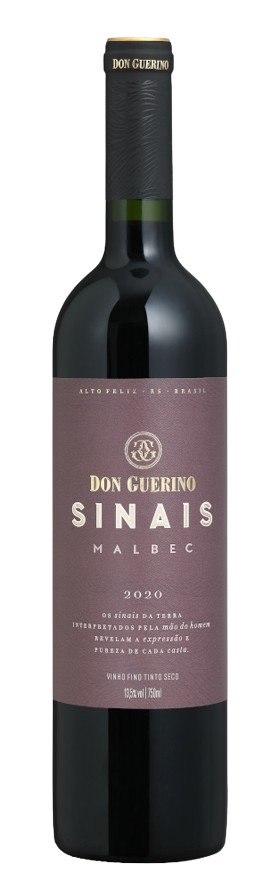 DON GUERINO
ALTO FELIZ - RS - BRASIL
DON GUERINO
SINAIS
MALBEC
2020
OS sinais DA TERRA
INTERPRETADOS PELA mão do homem
REVELAM A expressão E
PUREZA DE CADA casta.
VINHO FINO TINTO SECO
13,5% vol | 750ml